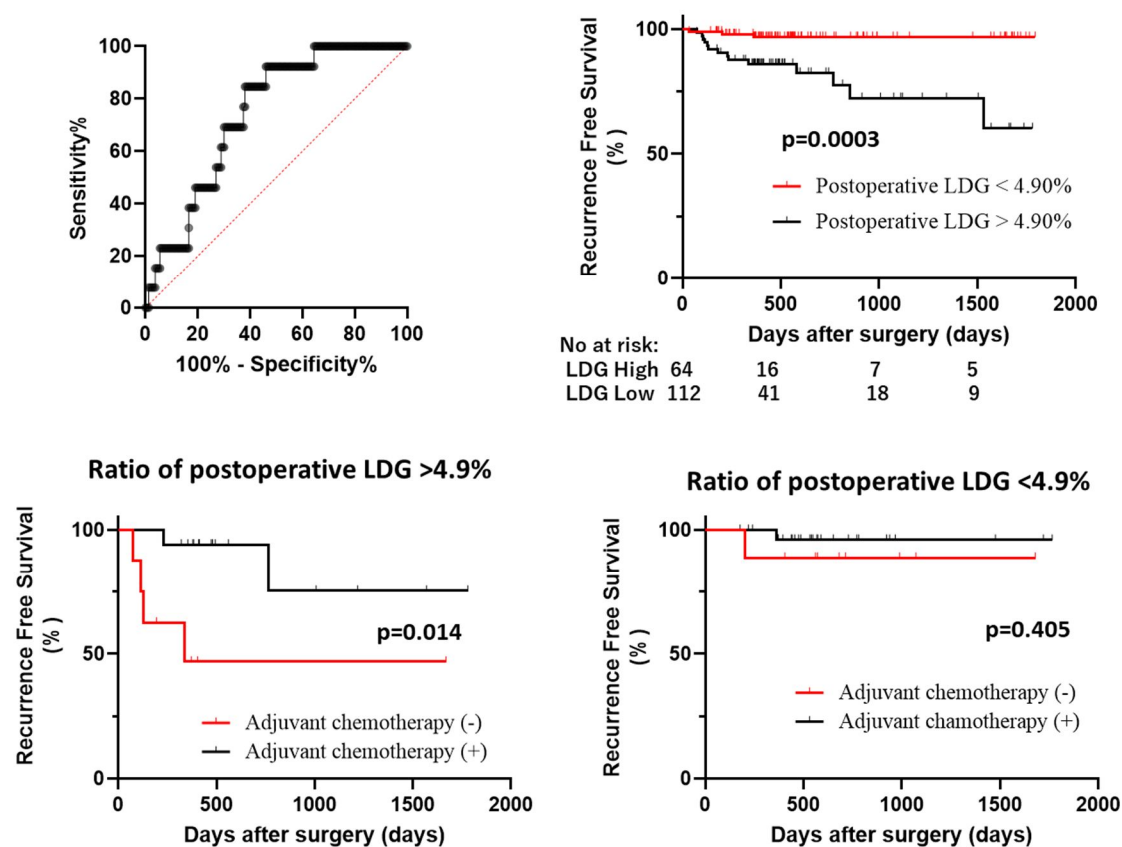 100
80
60
40
20
0
Sensitivity%
0 20 40 60 80 100
100% - Specificity%
100
50
0
Recurrence Free Survival
(% )
p=0.0003
Postoperative LDG < 4.90%
Postoperative LDG > 4.90%
0 500 1000 1500 2000
Days after surgery (days)
No at risk:
LDG High 64 16 7 5
LDG Low 112 41 18 9
Ratio of postoperative LDG >4.9%
100
50
0
Recurrence Free Survival
(% )
p=0.014
Adjuvant chemotherapy (-)
Adjuvant chemotherapy (+)
0 500 1000 1500 2000
Days after surgery (days)
Ratio of postoperative LDG <4.9%
100
50
0
Recurrence Free Survival
(% )
p=0.405
Adjuvant chemotherapy (-)
Adjuvant chamotherapy (+)
0 500 1000 1500 2000
Days after surgery (days)